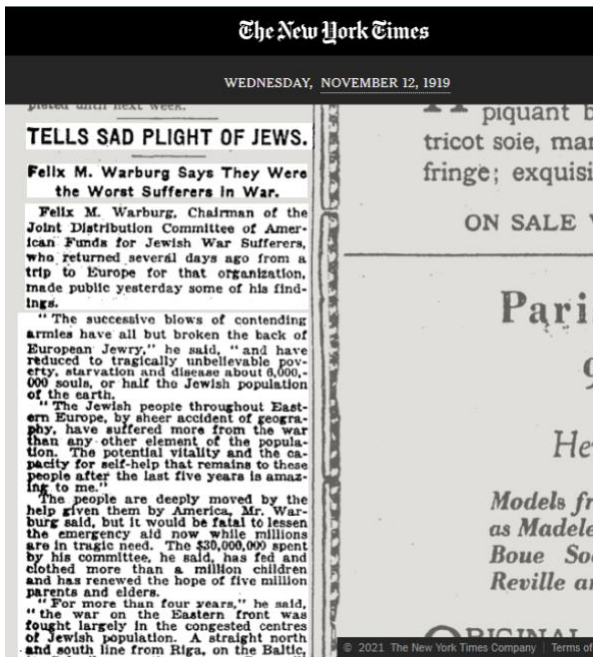 The New York Times
WEDNESDAY, NOVEMBER 12, 1919
pleted until next week.
TELLS SAD PLIGHT OF JEWS.
Felix M. Warburg Says They Were
the Worst Sufferers in War.
Felix M. Warburg, Chairman of the
Joint Distribution Committee of Amer-
ican Funds for Jewish War Sufferers,
who returned several days ago from a
trip to Europe for that organization,
made public yesterday some of his find-
ings.
" The successive blows of contending
armies have all but broken the back of
European Jewry," he said, " and have
reduced to tragically unbelievable pov-
erty, starvation and disease about 6,000,-
000 souls, or half the Jewish population
of the earth.
" The Jewish people throughout East-
ern Europe, by sheer accident of geogra-
phy, have suffered more from the war
than any other element of the popula-
tion. The potential vitality and the ca-
pacity for self-help that remains to these
people after the last five years is amaz-
ing to me."
The people are deeply moved by the
help given them by America, Mr. War-
burg said, but it would be fatal to lessen
the emergency aid now while millions
are in tragic need. The $30,000,000 spent
by his committee, he said, has fed and
clothed more than a million children
and has renewed the hope of five million
parents and elders.
" For more than four years," he said,
" the war on the Eastern front was
fought largely in the congested centres
of Jewish population. A straight north
and south line from Riga, on the Baltic,
piquant b
tricot soie, mar
fringe; exquisi
ON SALE
Pari
He
Models fr
as Madele
Boue So
Reville a
ORIGINAL
© 2021 The New York Times Company | Terms of